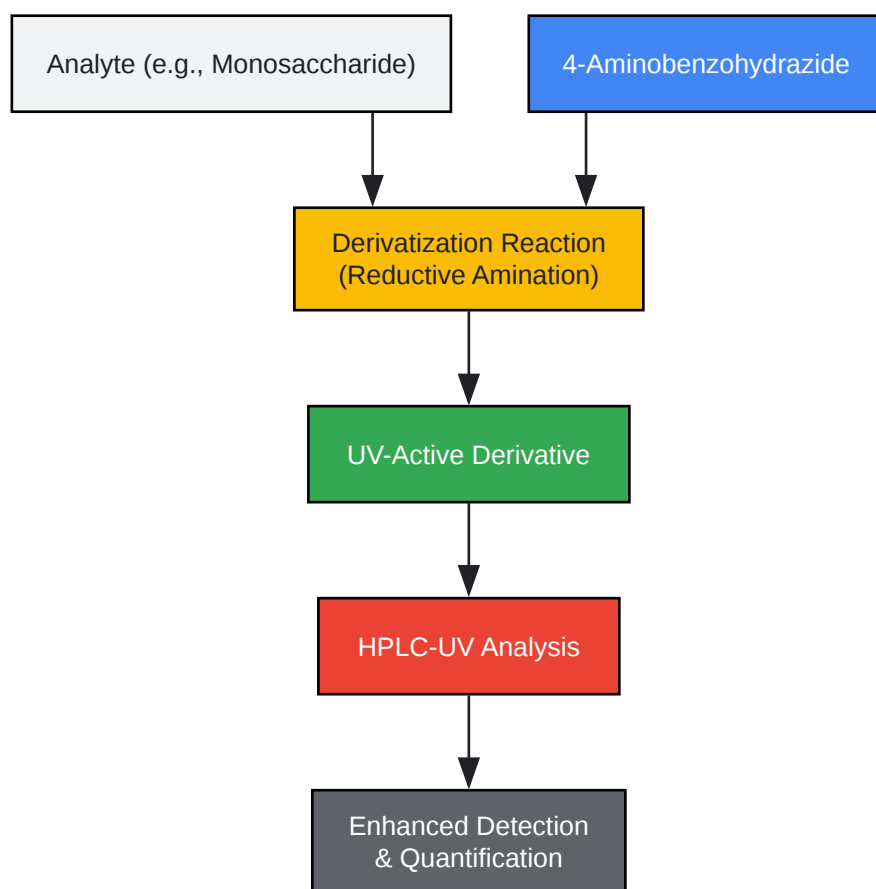 Analyte (e.g., Monosaccharide)
4-Aminobenzohydrazide
Derivatization Reaction
(Reductive Amination)
UV-Active Derivative
HPLC-UV Analysis
Enhanced Detection
& Quantification